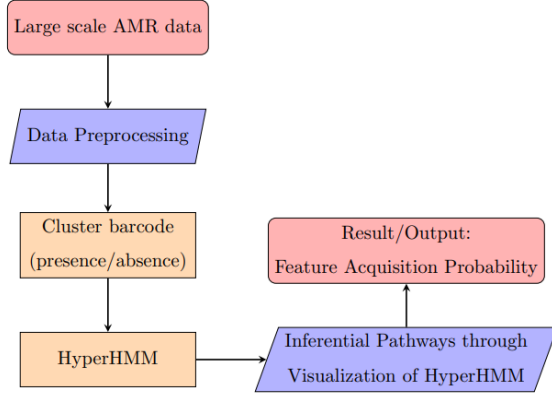 Large scale AMR data
Data Preprocessing
Cluster barcode
(presence/absence)
HyperHMM
Inferential Pathways through
Visualization of HyperHMM
Result/Output:
Feature Acquisition Probability